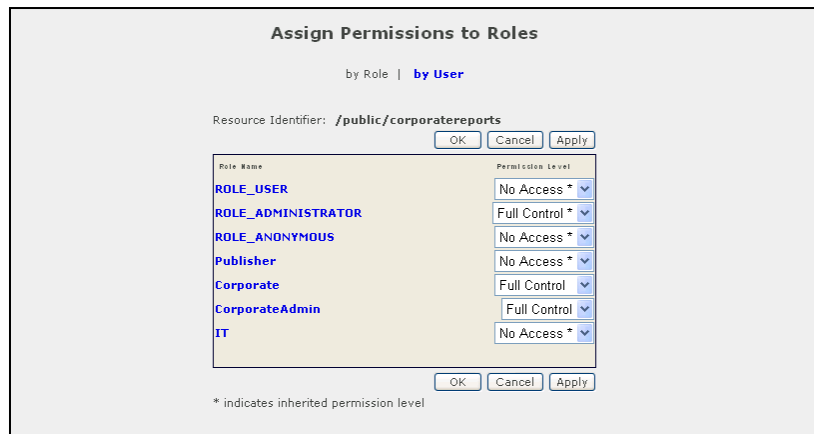 Assign Permissions to Roles
by Role | by User
Resource Identifier: /public/corporatereports
OK Cancel Apply
Role Name Permission Level
ROLE_USER No Access *
ROLE_ADMINISTRATOR Full Control *
ROLE_ANONYMOUS No Access *
Publisher No Access *
Corporate Full Control
CorporateAdmin Full Control
IT No Access *
OK Cancel Apply
* indicates inherited permission level